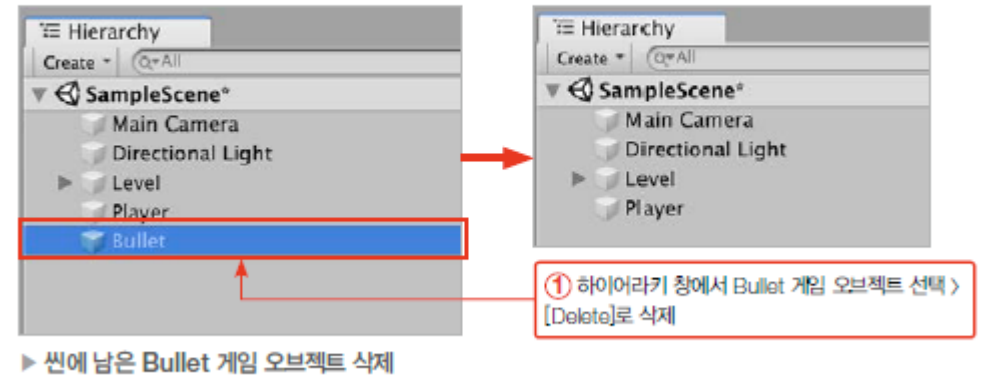 Hierarchy
Create
All
SampleScene*
Main Camera
Directional Light
Level
Player
Bullet
Hierarchy
Create
All
SampleScene*
Main Camera
Directional Light
Level
Player
① 하이어라키 창에서 Bullet 게임 오브젝트 선택 >
[Delete]로 삭제
▶ 씬에 남은 Bullet 게임 오브젝트 삭제